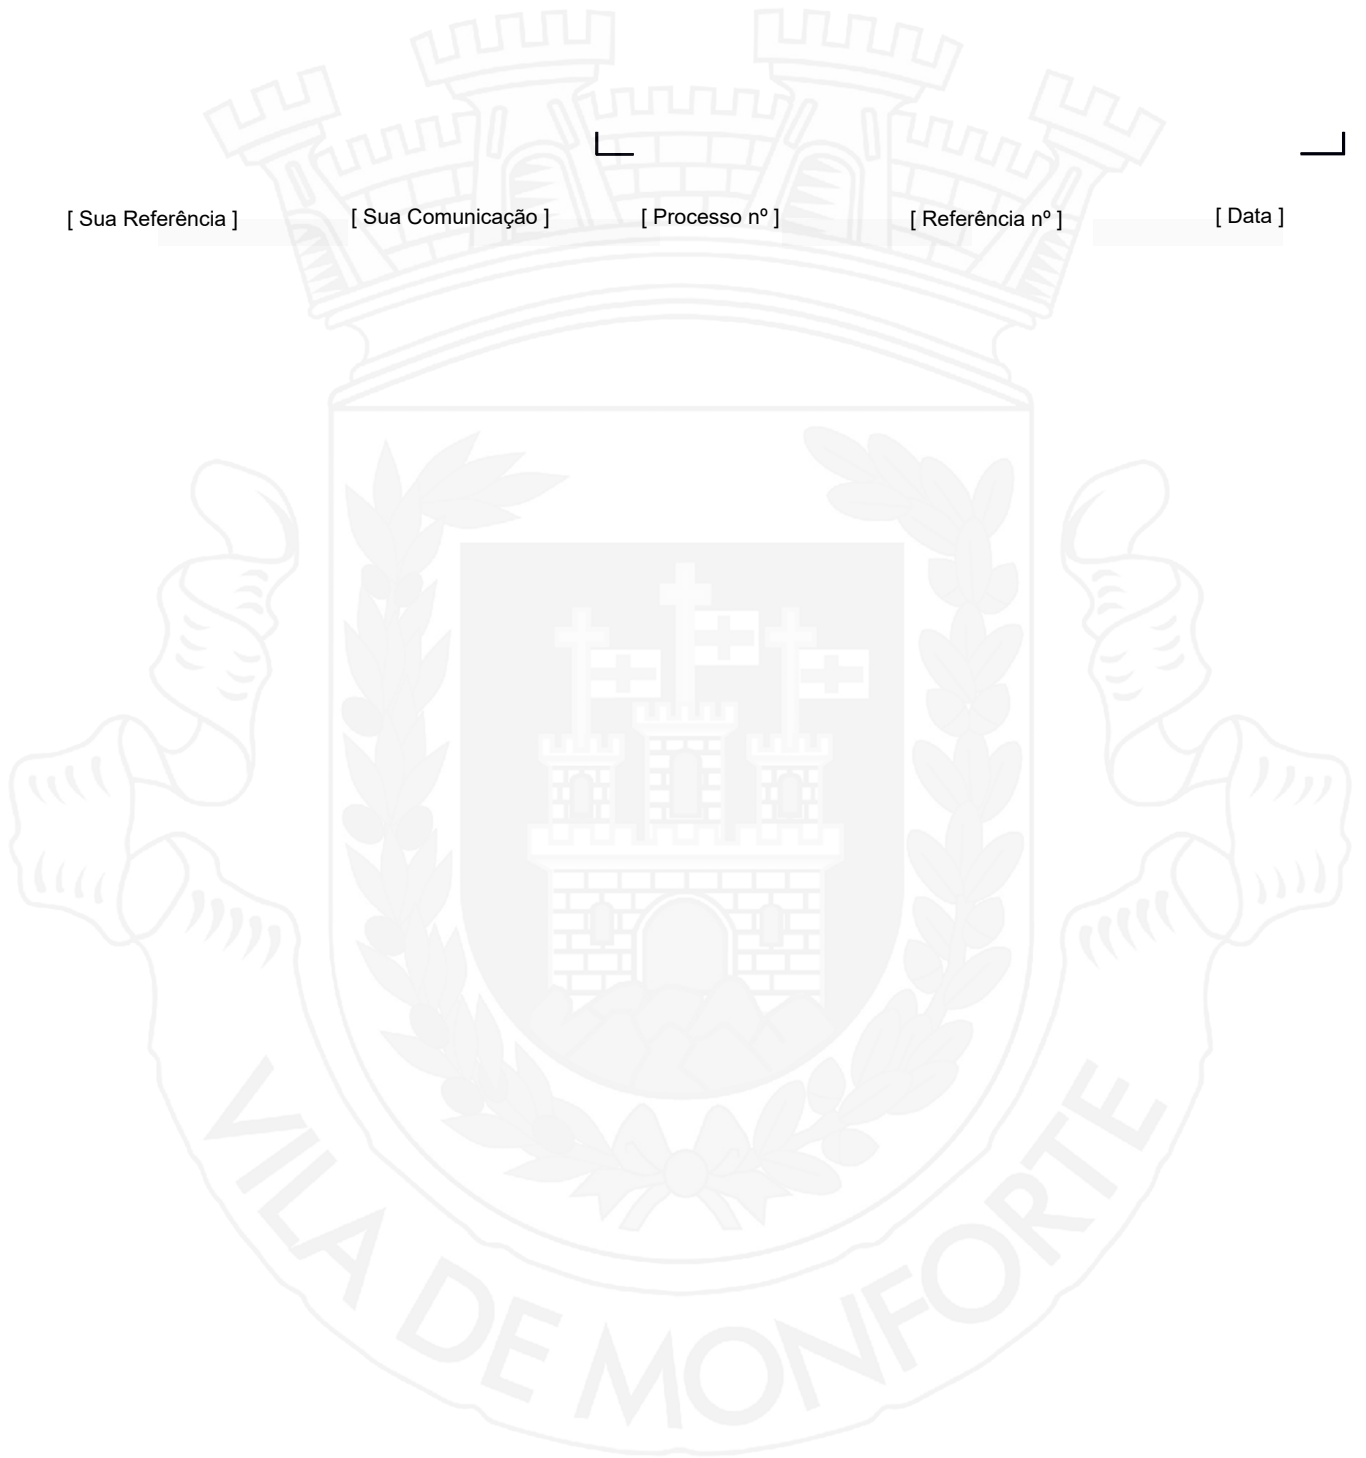 [ Sua Referência ] [ Sua Comunicação ] [ Processo nº ] [ Referência nº ] [ Data ]
VILA DE MONFORTE